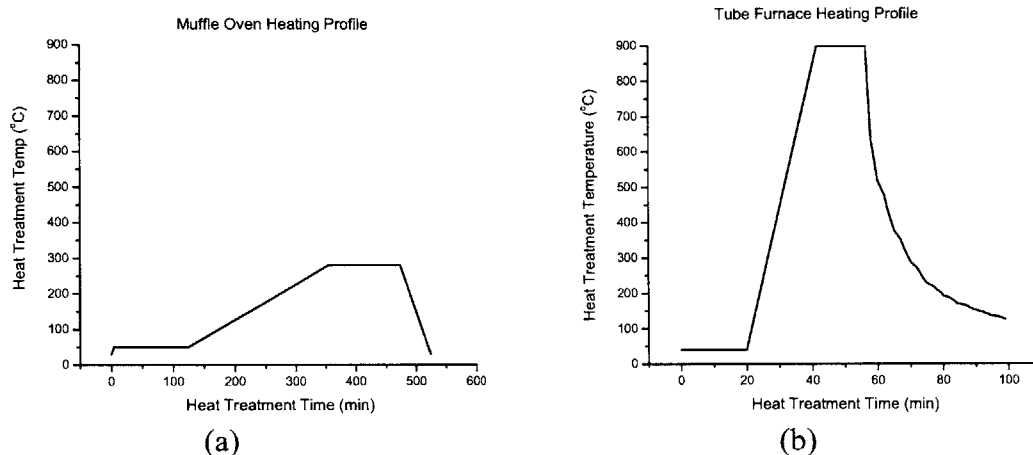 Muffle Oven Heating Profile
900
800
700
600
500
400
300
200
100
0
Heat Treatment Temp (°C)
0 100 200 300 400 500 600
Heat Treatment Time (min)
(a)
Tube Furnace Heating Profile
900
800
700
600
500
400
300
200
100
0
Heat Treatment Temperature (°C)
0 20 40 60 80 100
Heat Treatment Time (min)
(b)